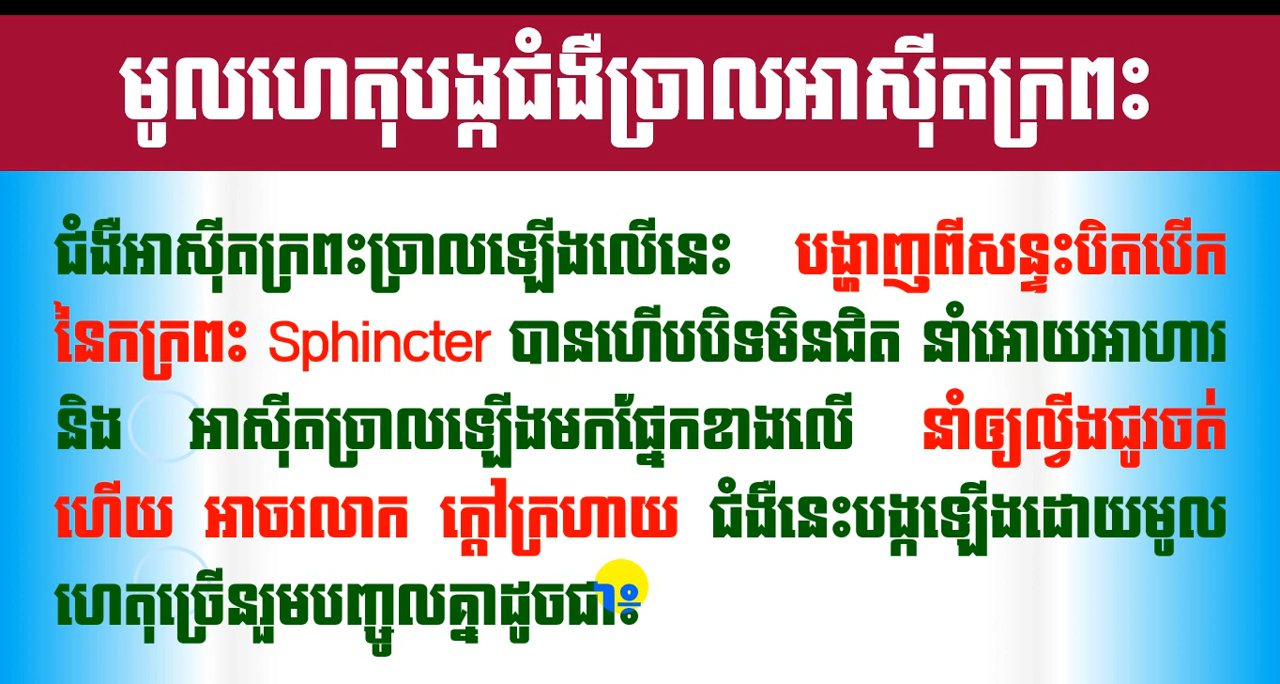 មូលហេតុបង្កជំងឺច្រាលអាស៊ីតក្រពះ
ជំងឺអាស៊ីតក្រពះច្រាលឡើងលើនេះ បង្ហាញពីសន្ទះបិតបើក
នៃកក្រពះ Sphincter បានហើបបិទមិនជិត នាំអោយអាហារ
និង អាស៊ីតច្រាលឡើងមកផ្នែកខាងលើ នាំឲ្យល្វីងជូរចត់
ហើយ អាចរលាក ក្តៅក្រហាយ ជំងឺនេះបង្កឡើងដោយមូល
ហេតុច្រើនរួមបញ្ចូលគ្នាដូចជា៖